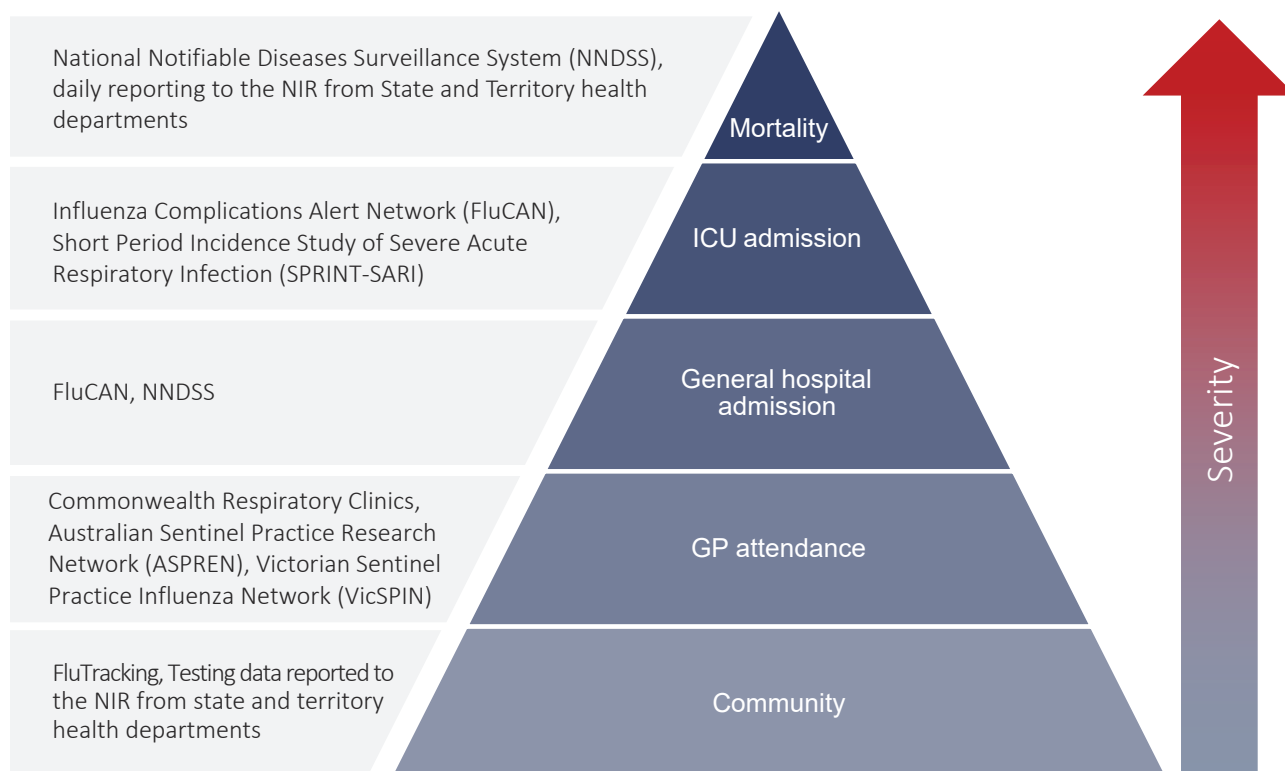 National Notifiable Diseases Surveillance System (NNDSS),
daily reporting to the NIR from State and Territory health
departments
Mortality
Influenza Complications Alert Network (FluCAN),
Short Period Incidence Study of Severe Acute
Respiratory Infection (SPRINT-SARI)
ICU admission
FluCAN, NNDSS
General hospital
admission
Commonwealth Respiratory Clinics,
Australian Sentinel Practice Research
Network (ASPREN), Victorian Sentinel
Practice Influenza Network (VicSPIN)
GP attendance
FluTracking, Testing data reported to
the NIR from state and territory
health departments
Community
Severity